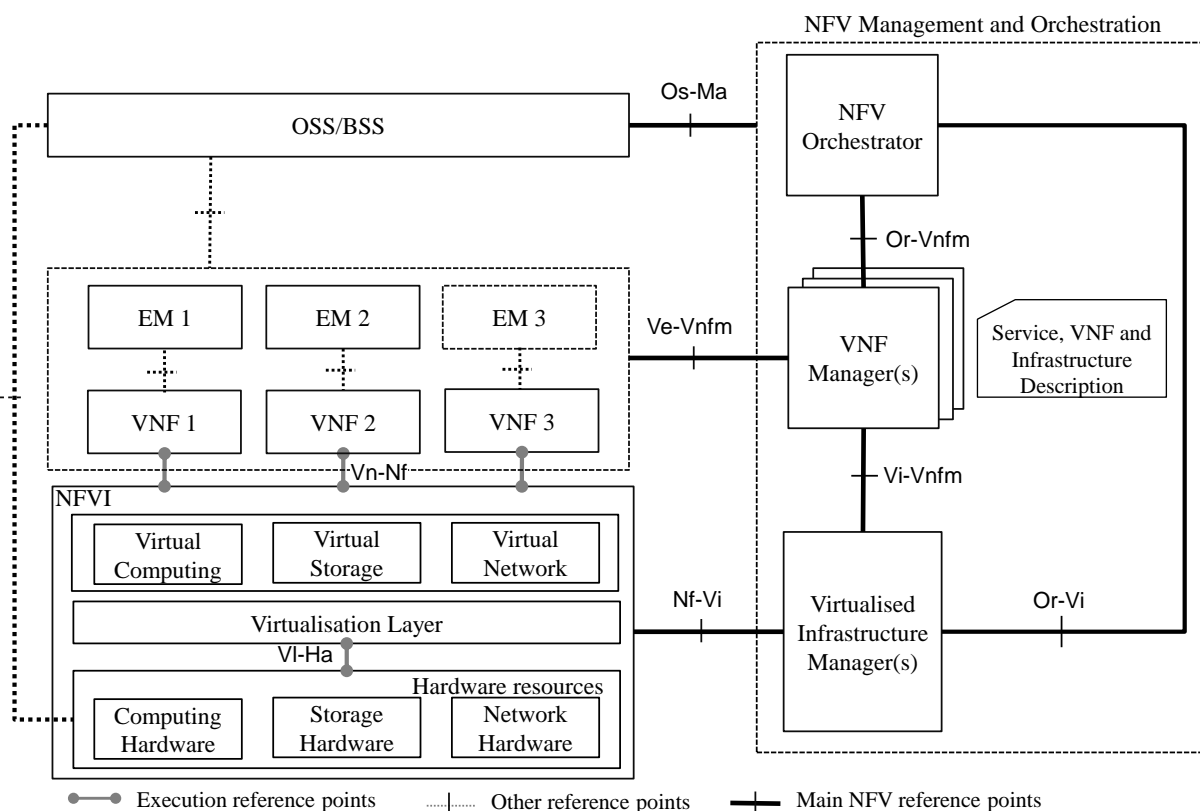 NFV Management and Orchestration
Os-Ma
OSS/BSS
NFV
Orchestrator
Or-Vnfm
EM 1
EM 2
EM 3
Ve-Vnfm
VNF
Manager(s)
Service, VNF and
Infrastructure
Description
VNF 1
VNF 2
VNF 3
Vn-Nf
Vi-Vnfm
NFVI
Virtual
Computing
Virtual
Storage
Virtual
Network
Nf-Vi
Virtualised
Infrastructure
Manager(s)
Or-Vi
Virtualisation Layer
Vl-Ha
Hardware resources
Computing
Hardware
Storage
Hardware
Network
Hardware
Execution reference points
Other reference points
Main NFV reference points